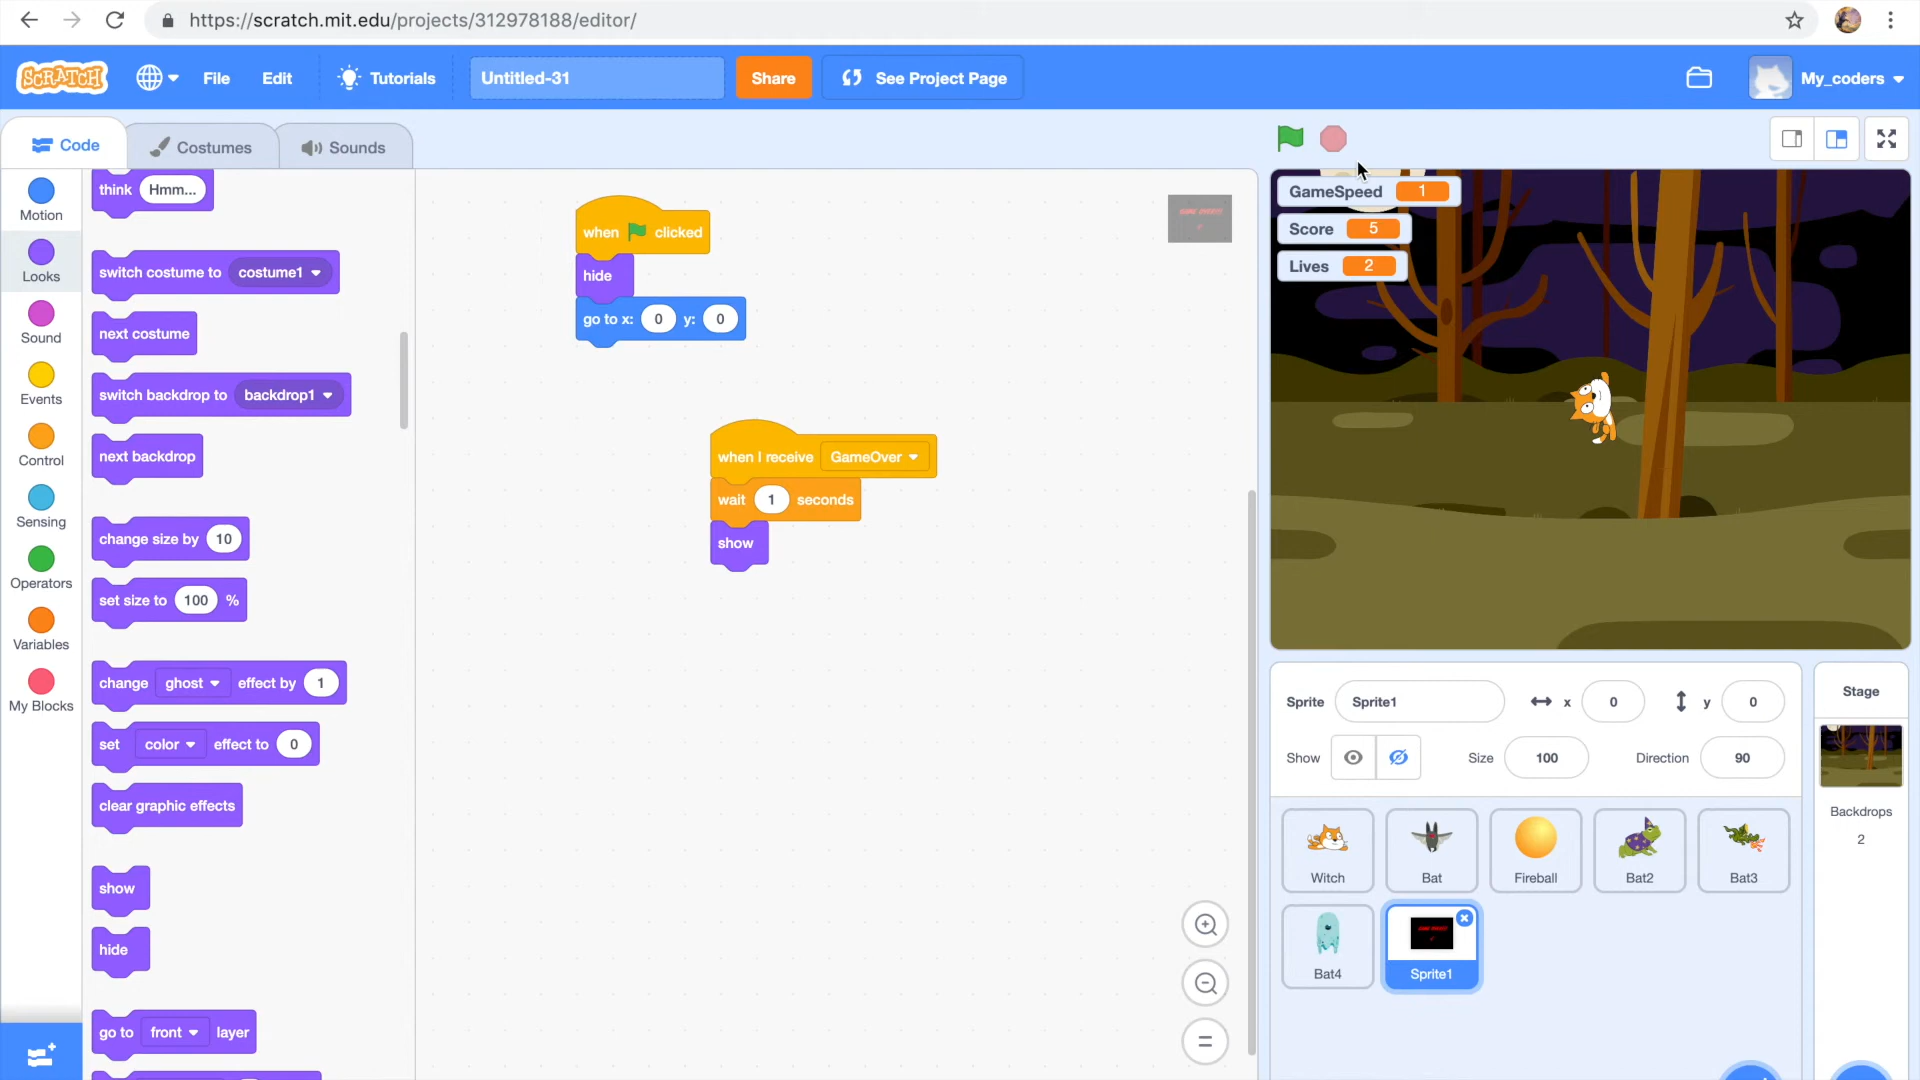 https://scratch.mit.edu/projects/312978188/editor/
SCRATCH
File
Edit
Tutorials
Untitled-31
Share
See Project Page
My_coders
Code
Costumes
Sounds
Motion
Looks
Sound
Events
Control
Sensing
Operators
Variables
My Blocks
think Hmm...
switch costume to costume1
next costume
switch backdrop to backdrop1
next backdrop
change size by 10
set size to 100 %
change ghost effect by 1
set color effect to 0
clear graphic effects
show
hide
go to front layer
when clicked
hide
go to x: 0 y: 0
when I receive GameOver
wait 1 seconds
show
GameSpeed 1
Score 5
Lives 2
Sprite Sprite1 x 0 y 0
Show Size 100 Direction 90
Witch
Bat
Fireball
Bat2
Bat3
Bat4
Sprite1
Stage
Backdrops
2